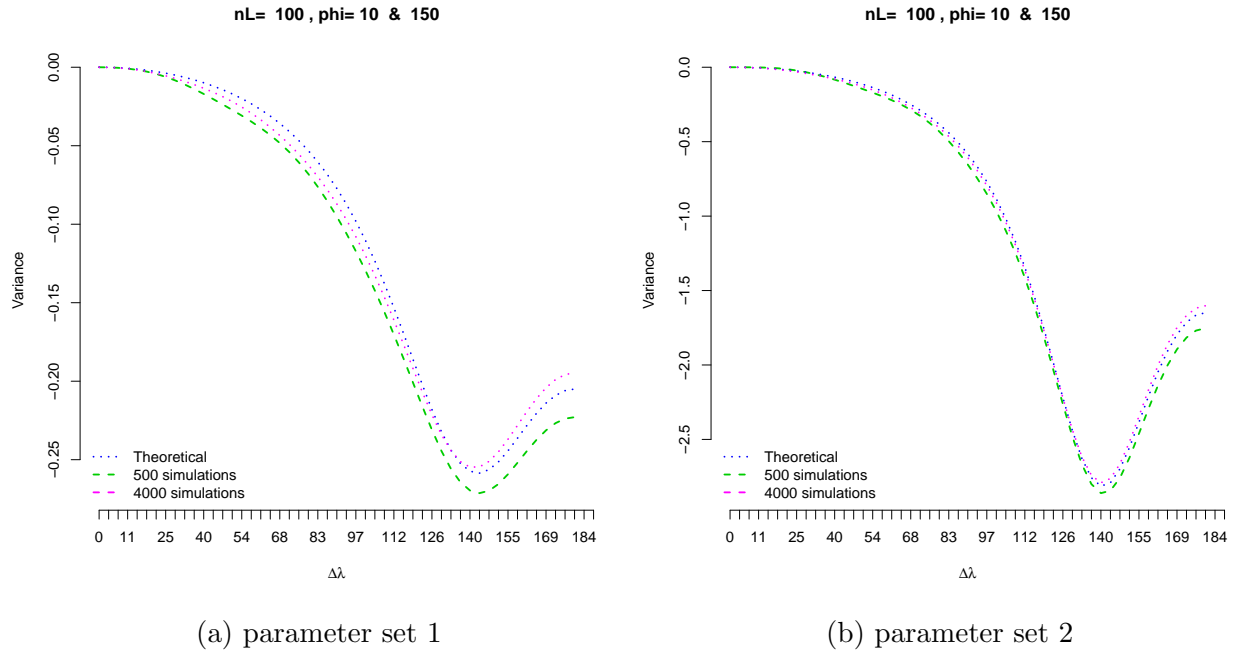 nL= 100 , phi= 10 & 150
0.00
−0.05
−0.10
−0.15
−0.20
−0.25
Variance
Theoretical
500 simulations
4000 simulations
0 11 25 40 54 68 83 97 112 126 140 155 169 184
Δλ
(a) parameter set 1
nL= 100 , phi= 10 & 150
0.0
−0.5
−1.0
−1.5
−2.0
−2.5
Variance
Theoretical
500 simulations
4000 simulations
0 11 25 40 54 68 83 97 112 126 140 155 169 184
Δλ
(b) parameter set 2